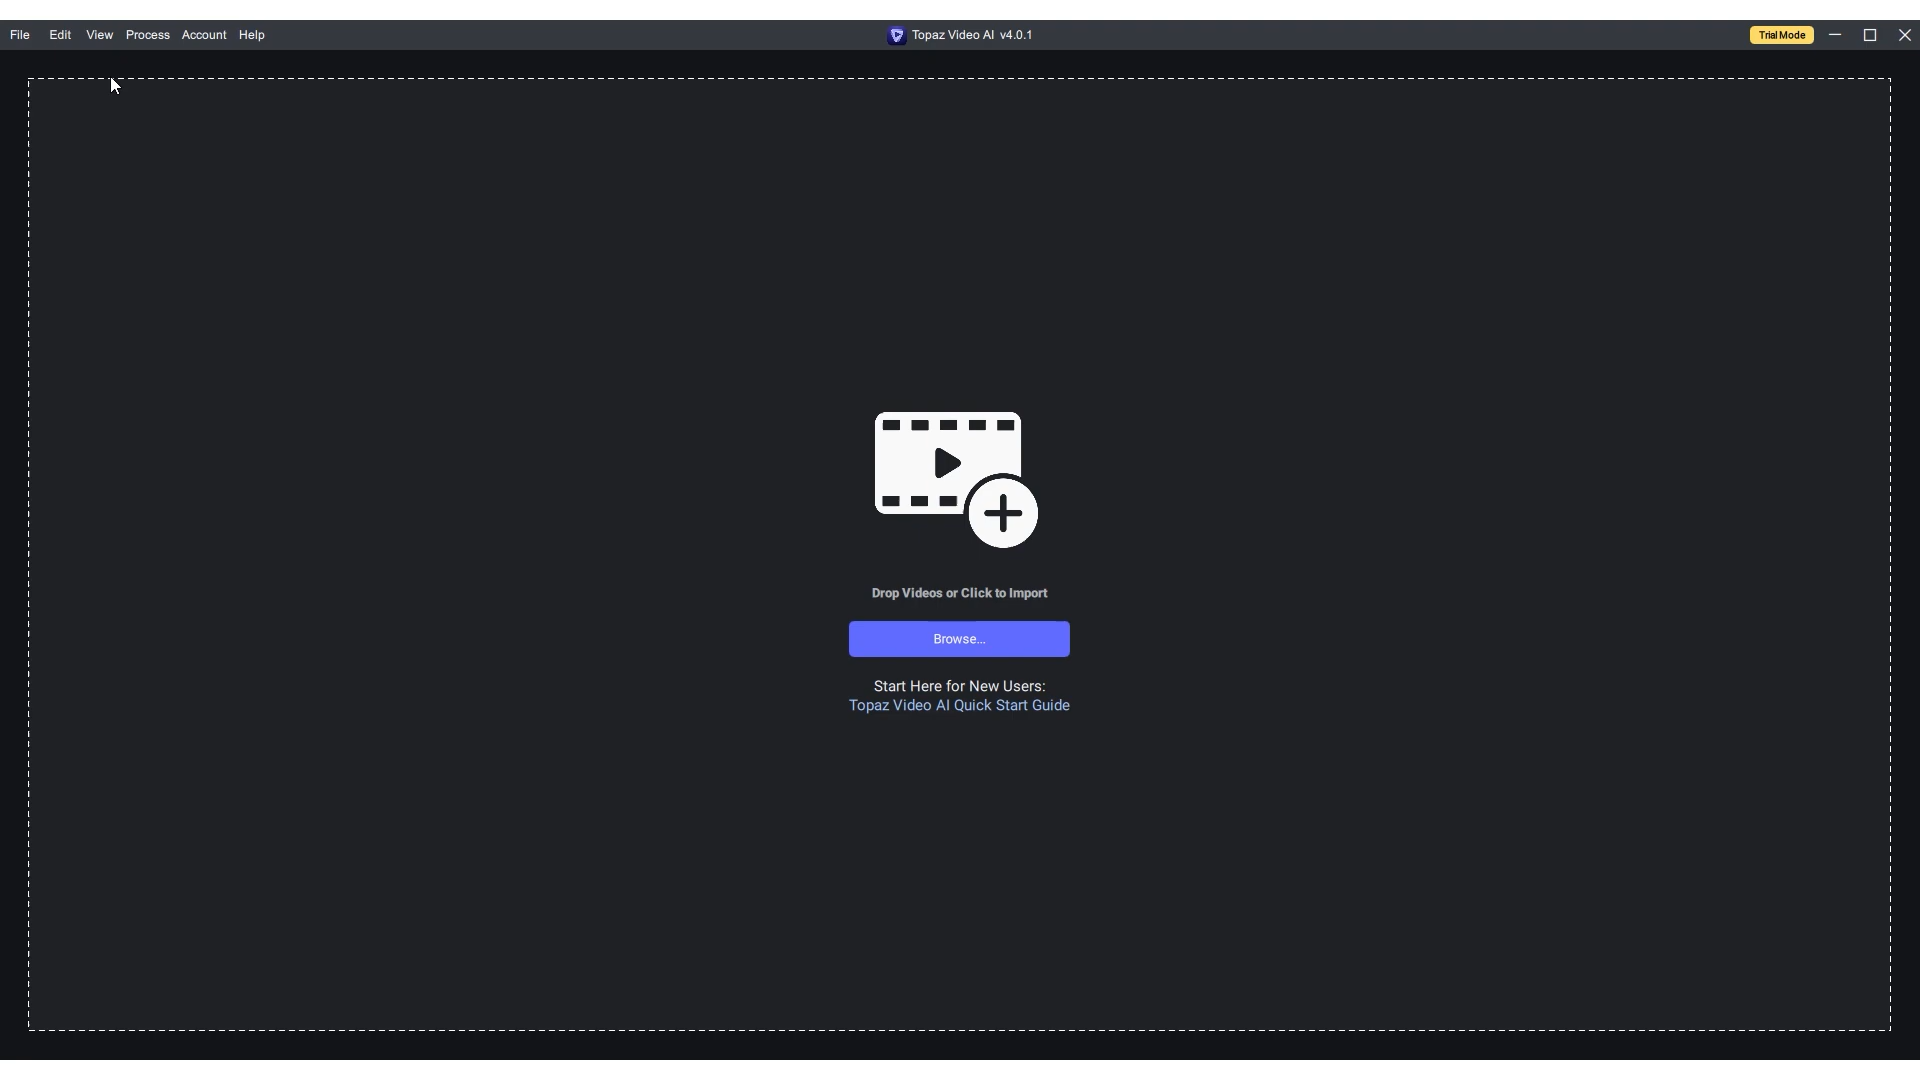 File Edit View Process Account Help
Topaz Video AI v4.0.1
Trial Mode
Drop Videos or Click to Import
Browse...
Start Here for New Users:
Topaz Video AI Quick Start Guide